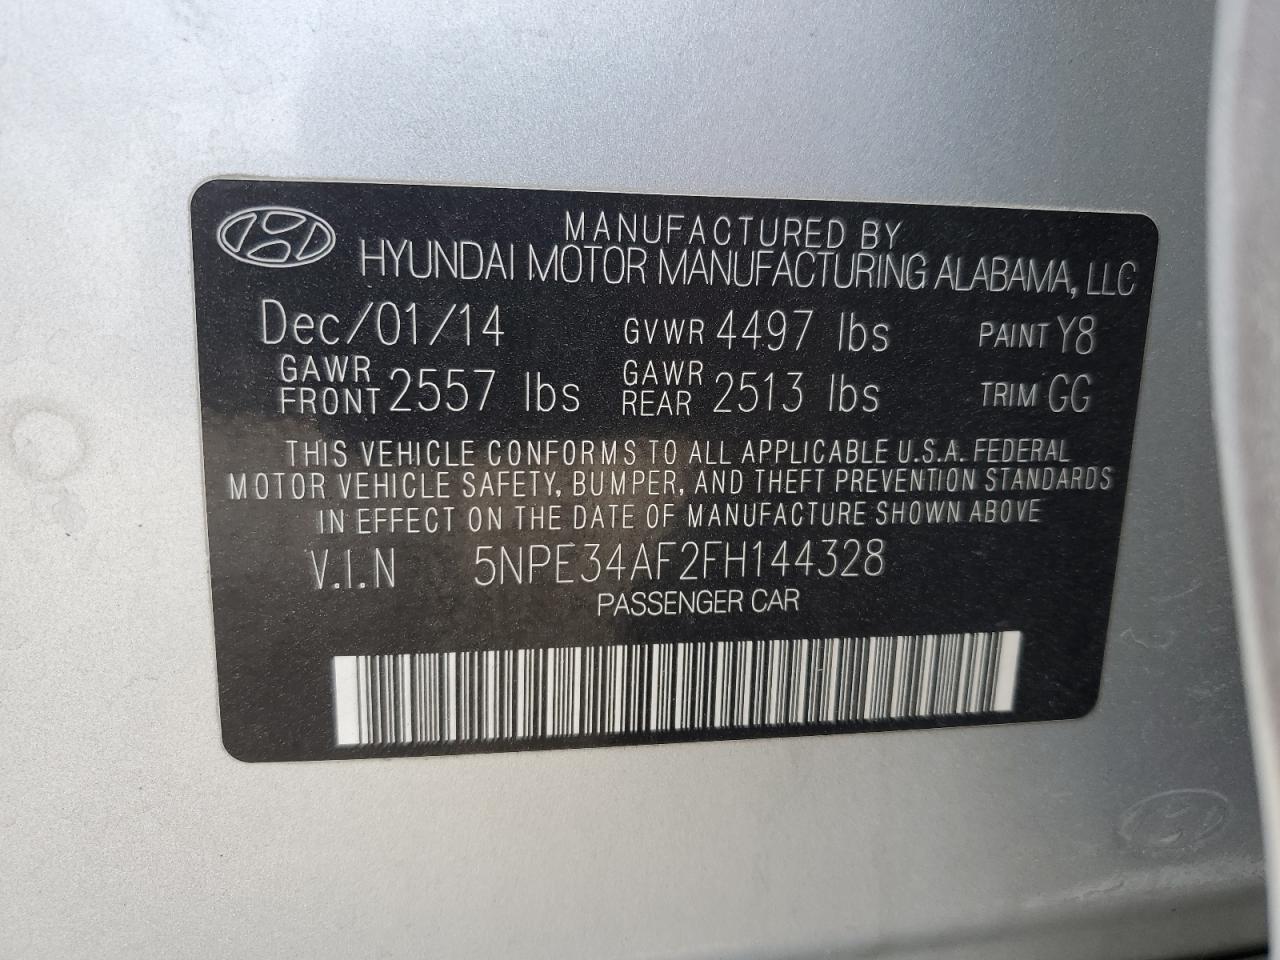 MANUFACTURED BY
HYUNDAI MOTOR MANUFACTURING ALABAMA, LLC
Dec/01/14 GVWR 4497 lbs PAINT Y8
GAWR FRONT 2557 lbs GAWR REAR 2513 lbs TRIM GG
THIS VEHICLE CONFORMS TO ALL APPLICABLE U.S.A. FEDERAL
MOTOR VEHICLE SAFETY, BUMPER, AND THEFT PREVENTION STANDARDS
IN EFFECT ON THE DATE OF MANUFACTURE SHOWN ABOVE
V.I.N 5NPE34AF2FH144328
PASSENGER CAR